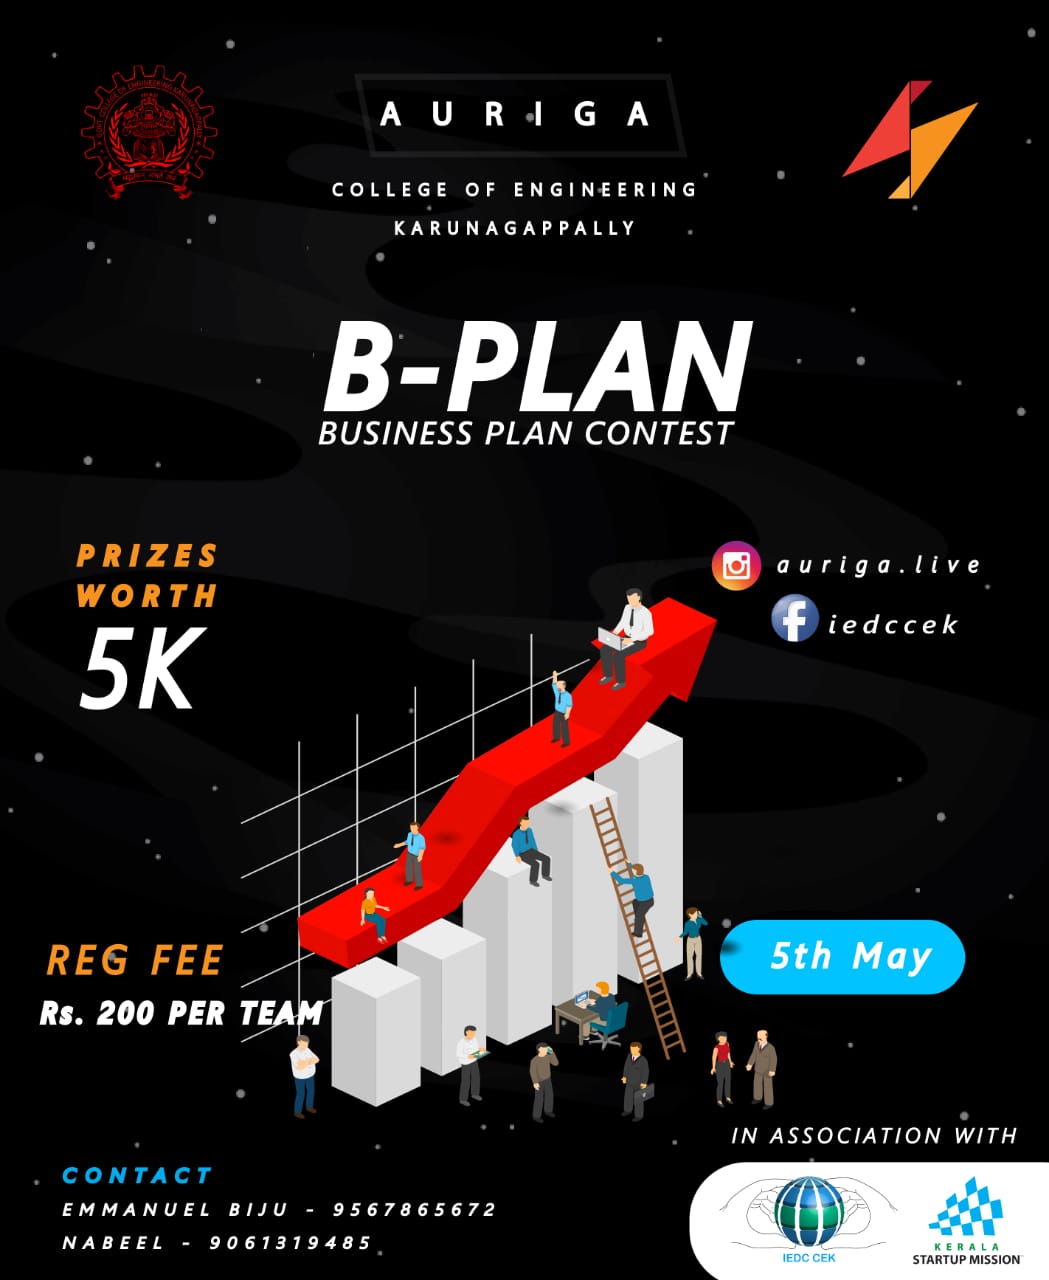 AURIGA
COLLEGE OF ENGINEERING
KARUNAGAPPALLY
B-PLAN
BUSINESS PLAN CONTEST
PRIZES
WORTH
5K
auriga.live
iedccek
REG FEE
Rs. 200 PER TEAM
5th May
IN ASSOCIATION WITH
CONTACT
EMMANUEL BIJU - 9567865672
NABEEL - 9061319485
IEDC CEK
KERALA
STARTUP MISSION